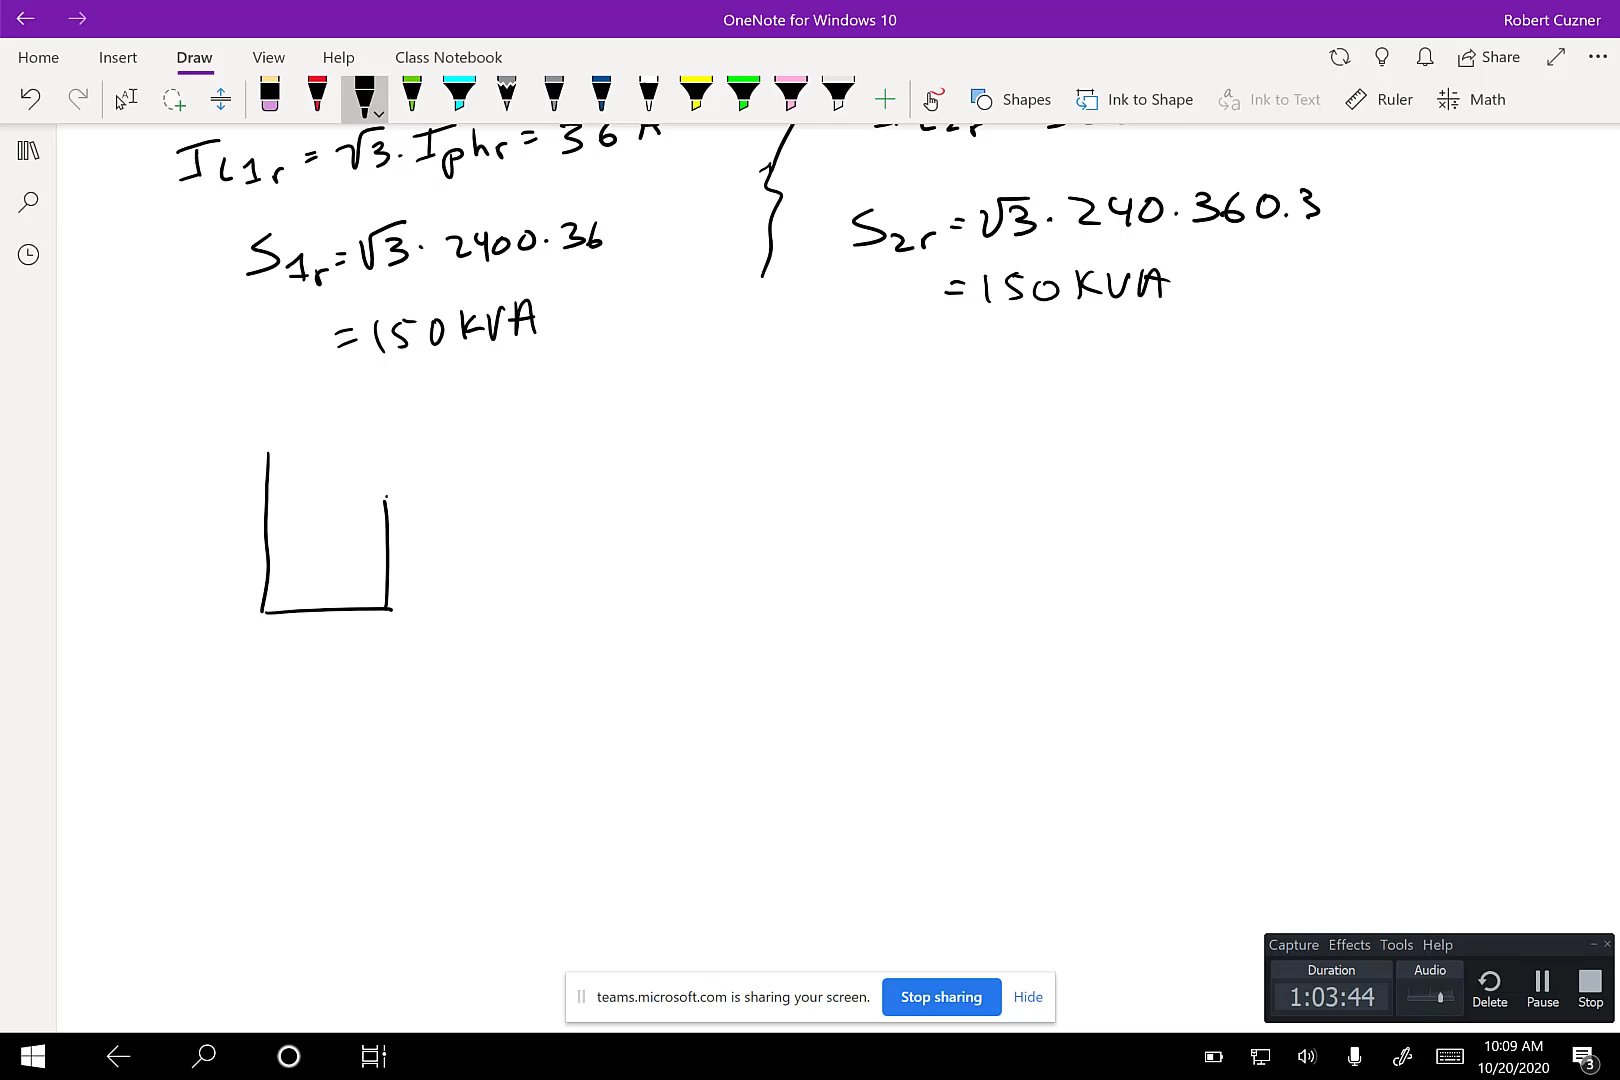 OneNote for Windows 10
Robert Cuzner
Home Insert Draw View Help Class Notebook
Share
Shapes Ink to Shape Ink to Text Ruler Math
I_L1r = √3 · I_phr = 36 A
S_1r = √3 · 2400 · 36
= 150 KVA
S_2r = √3 · 240 · 360.3
= 150 KVA
Capture Effects Tools Help
Duration
1:03:44
Audio
Delete Pause Stop
teams.microsoft.com is sharing your screen. Stop sharing Hide
10:09 AM
10/20/2020
3